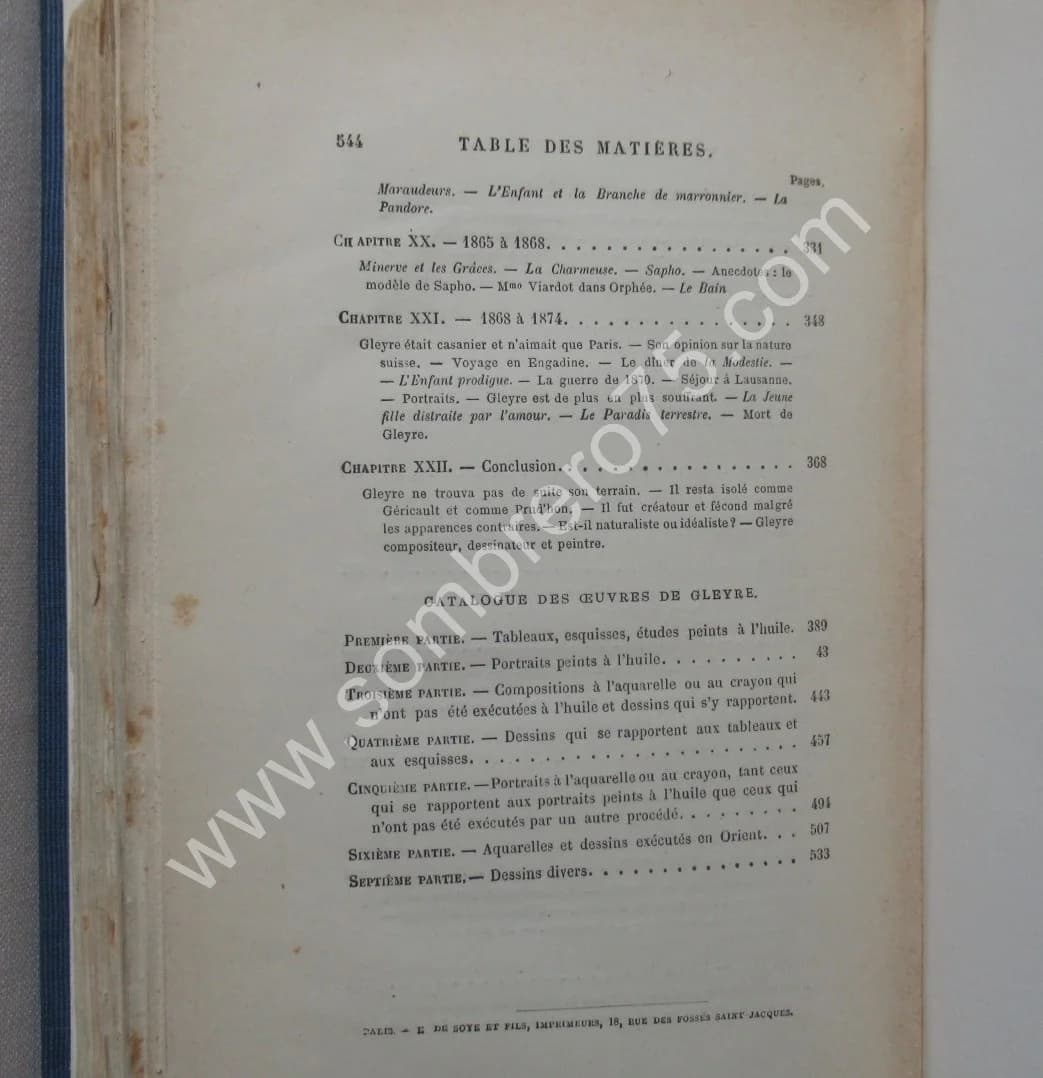 544 TABLE DES MATIÈRES.
Pages.
Maraudeurs. — L'Enfant et la Branche de marronnier. — La
Pandore.
CHAPITRE XX. — 1865 à 1868. . . . . . . . . . . . . . . . . 331
Minerve et les Grâces. — La Charmeuse. — Sapho. — Anecdotes : le
modèle de Sapho. — Mme Viardot dans Orphée. — Le Bain
CHAPITRE XXI. — 1868 à 1874. . . . . . . . . . . . . . . . 348
Gleyre était casanier et n'aimait que Paris. — Son opinion sur la nature
suisse. — Voyage en Engadine. — Le dîner de la Modestie. —
— L'Enfant prodigue. — La guerre de 1870. — Séjour à Lausanne.
— Portraits. — Gleyre est de plus en plus souffrant. — La Jeune
fille distraite par l'amour. — Le Paradis terrestre. — Mort de
Gleyre.
CHAPITRE XXII. — Conclusion. . . . . . . . . . . . . . . . . 368
Gleyre ne trouva pas de suite son terrain. — Il resta isolé comme
Géricault et comme Prud'hon. — Il fut créateur et fécond malgré
les apparences contraires. — Est-il naturaliste ou idéaliste ? — Gleyre
compositeur, dessinateur et peintre.
CATALOGUE DES ŒUVRES DE GLEYRE.
PREMIÈRE PARTIE. — Tableaux, esquisses, études peints à l'huile. 389
DEUXIÈME PARTIE. — Portraits peints à l'huile. . . . . . . . . . 43
TROISIÈME PARTIE. — Compositions à l'aquarelle ou au crayon qui
n'ont pas été exécutées à l'huile et dessins qui s'y rapportent. 443
QUATRIÈME PARTIE. — Dessins qui se rapportent aux tableaux et
aux esquisses. . . . . . . . . . . . . . . . . . . . . 457
CINQUIÈME PARTIE. — Portraits à l'aquarelle ou au crayon, tant ceux
qui se rapportent aux portraits peints à l'huile que ceux qui
n'ont pas été exécutés par un autre procédé. . . . . . . . . 494
SIXIÈME PARTIE. — Aquarelles et dessins exécutés en Orient. . . 507
SEPTIÈME PARTIE. — Dessins divers. . . . . . . . . . . . . . . 533
PARIS. — E. DE SOYE ET FILS, IMPRIMEURS, 18, RUE DES FOSSÉS SAINT JACQUES.
www.sombrero75.com